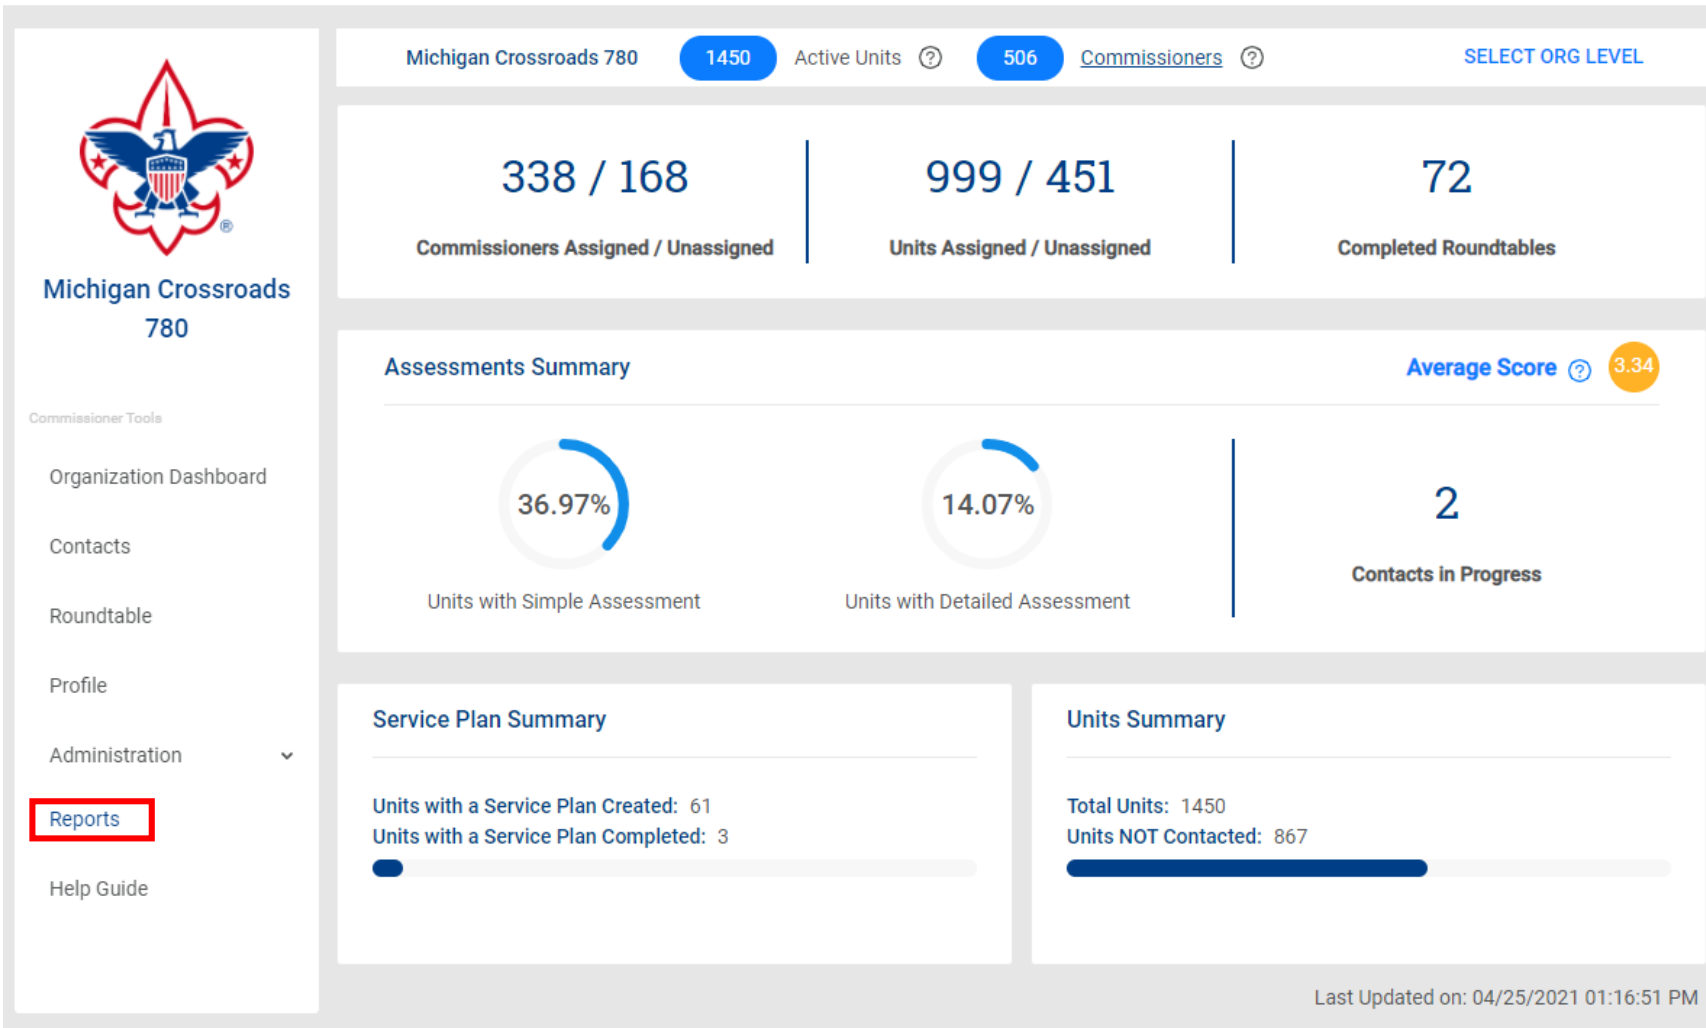 ®
Michigan Crossroads
780
Commissioner Tools
Organization Dashboard
Contacts
Roundtable
Profile
Administration
Reports
Help Guide
Michigan Crossroads 780 1450 Active Units ? 506 Commissioners ? SELECT ORG LEVEL
338 / 168 999 / 451 72
Commissioners Assigned / Unassigned Units Assigned / Unassigned Completed Roundtables
Assessments Summary Average Score ? 3.34
36.97% 14.07% 2
Contacts in Progress
Units with Simple Assessment Units with Detailed Assessment
Service Plan Summary
Units with a Service Plan Created: 61
Units with a Service Plan Completed: 3
Units Summary
Total Units: 1450
Units NOT Contacted: 867
Last Updated on: 04/25/2021 01:16:51 PM